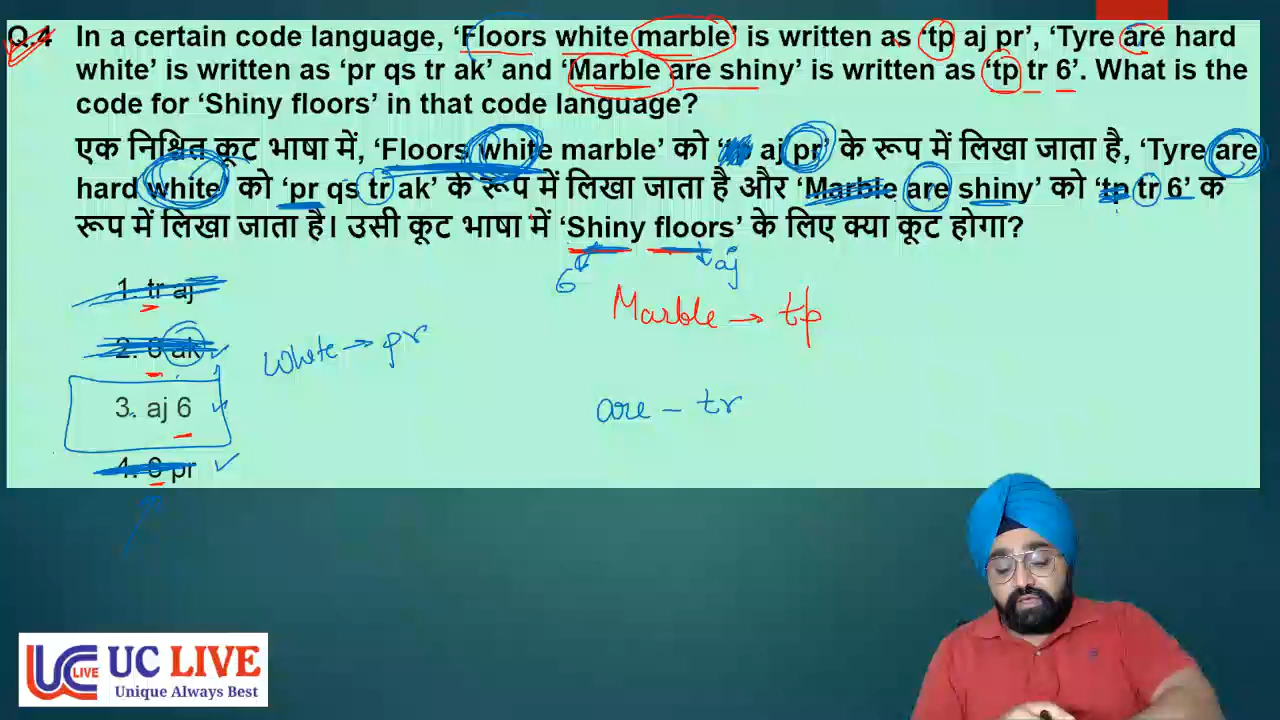 Q.4 In a certain code language, ‘Floors white marble’ is written as ‘tp aj pr’, ‘Tyre are hard
white’ is written as ‘pr qs tr ak’ and ‘Marble are shiny’ is written as ‘tp tr 6’. What is the
code for ‘Shiny floors’ in that code language?
एक निश्चित कूट भाषा में, ‘Floors white marble’ को ‘tp aj pr’ के रूप में लिखा जाता है, ‘Tyre are
hard white’ को ‘pr qs tr ak’ के रूप में लिखा जाता है और ‘Marble are shiny’ को ‘tp tr 6’ क
रूप में लिखा जाता है। उसी कूट भाषा में ‘Shiny floors’ के लिए क्या कूट होगा?
6 aj
1. tr aj
Marble → tp
2. 6 ak
White → pr
3. aj 6
are – tr
4. 6 pr
UC LIVE
LIVE
Unique Always Best